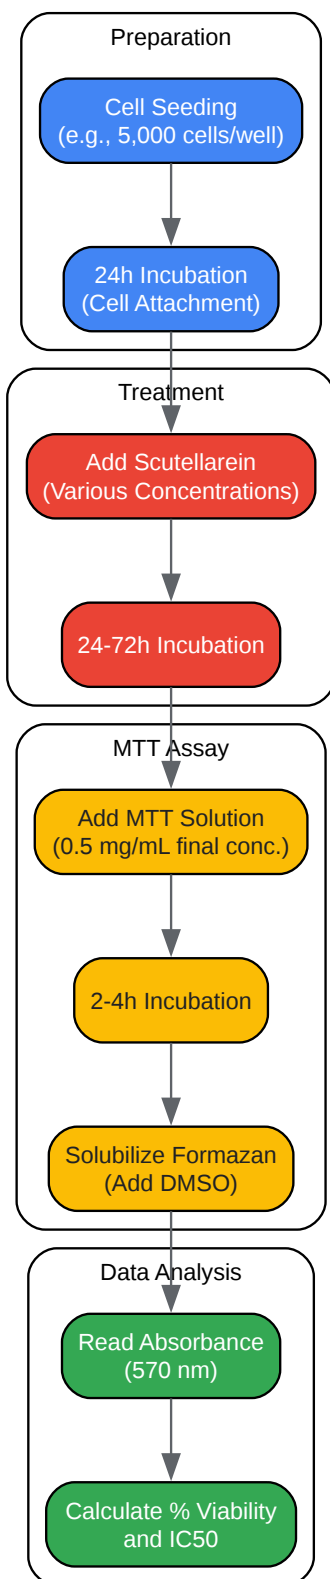 Preparation
Cell Seeding
(e.g., 5,000 cells/well)
24h Incubation
(Cell Attachment)
Treatment
Add Scutellarein
(Various Concentrations)
24-72h Incubation
MTT Assay
Add MTT Solution
(0.5 mg/mL final conc.)
2-4h Incubation
Solubilize Formazan
(Add DMSO)
Data Analysis
Read Absorbance
(570 nm)
Calculate % Viability
and IC50